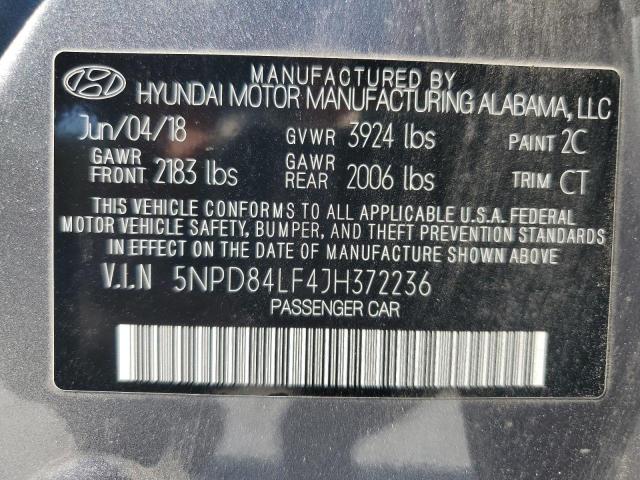 MANUFACTURED BY
HYUNDAI MOTOR MANUFACTURING ALABAMA, LLC
Jun/04/18 GVWR 3924 lbs PAINT 2C
GAWR FRONT 2183 lbs GAWR REAR 2006 lbs TRIM CT
THIS VEHICLE CONFORMS TO ALL APPLICABLE U.S.A. FEDERAL
MOTOR VEHICLE SAFETY, BUMPER, AND THEFT PREVENTION STANDARDS
IN EFFECT ON THE DATE OF MANUFACTURE SHOWN ABOVE.
V.I.N 5NPD84LF4JH372236
PASSENGER CAR